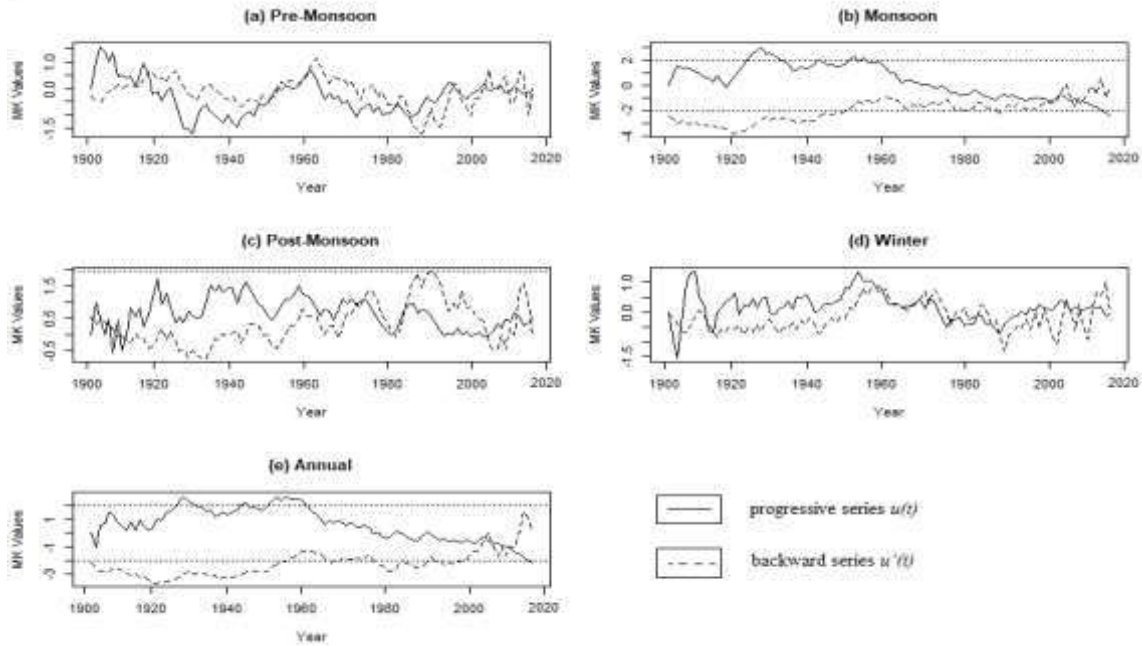 (a) Pre-Monsoon
MK Values
-1.5 0.0 1.0
1900 1920 1940 1960 1980 2000 2020
Year
(b) Monsoon
MK Values
-4 -2 0 2
1900 1920 1940 1960 1980 2000 2020
Year
(c) Post-Monsoon
MK Values
-0.5 0.5 1.5
1900 1920 1940 1960 1980 2000 2020
Year
(d) Winter
MK Values
-1.5 0.0 1.0
1900 1920 1940 1960 1980 2000 2020
Year
(e) Annual
MK Values
-3 -1 1
1900 1920 1940 1960 1980 2000 2020
Year
progressive series u(t)
backward series u'(t)